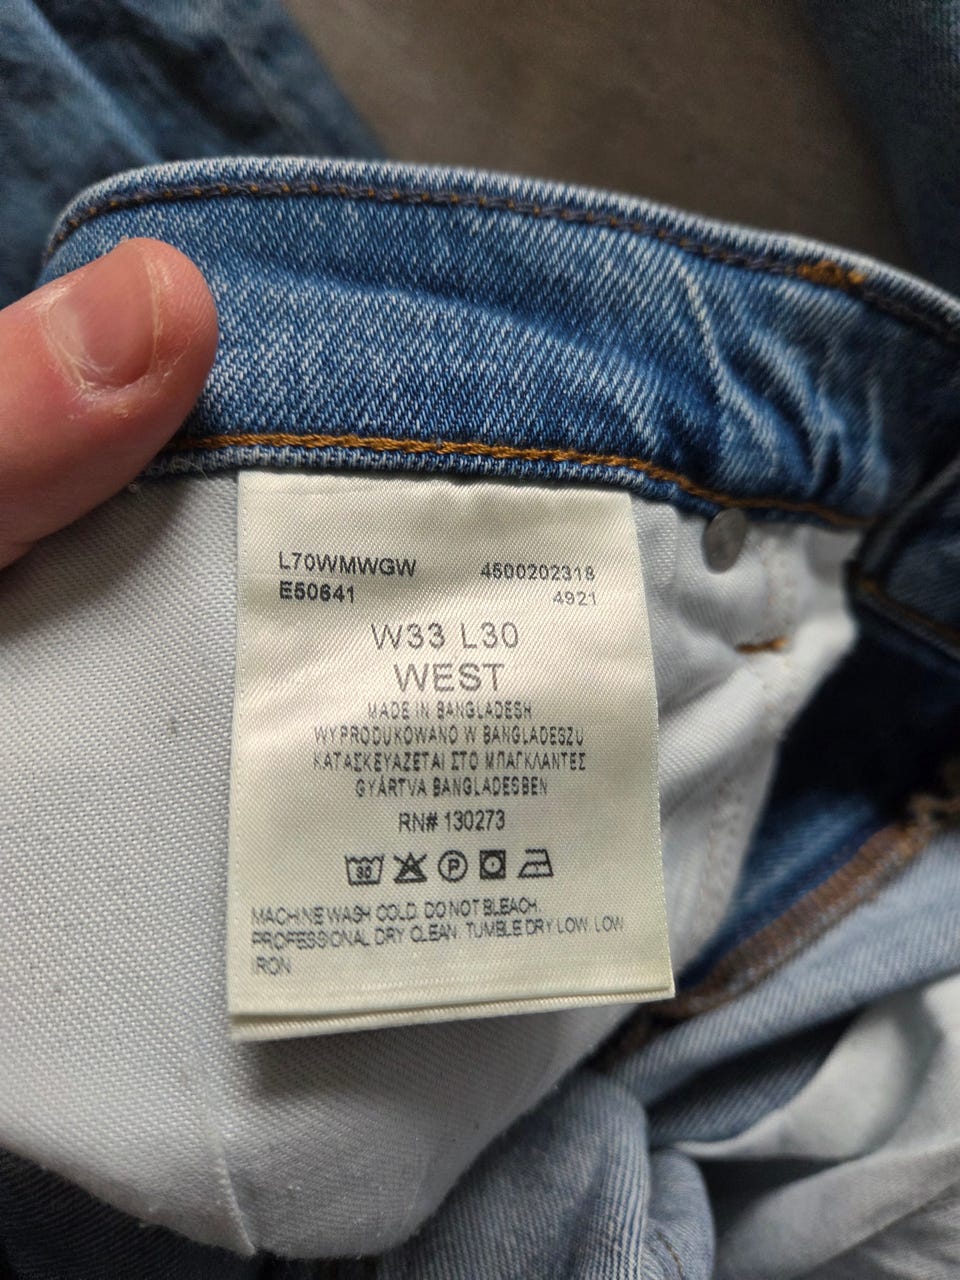 L70WMWGW 4500202318
E50641 4921
W33 L30
WEST
MADE IN BANGLADESH
WYPRODUKOWANO W BANGLADESZU
ΚΑΤΑΣΚΕΥΑΖΕΤΑΙ ΣΤΟ ΜΠΑΓΚΛΑΝΤΕΣ
GYÁRTVA BANGLADESBEN
RN# 130273
30 P
MACHINE WASH COLD. DO NOT BLEACH.
PROFESSIONAL DRY CLEAN. TUMBLE DRY LOW. LOW
IRON